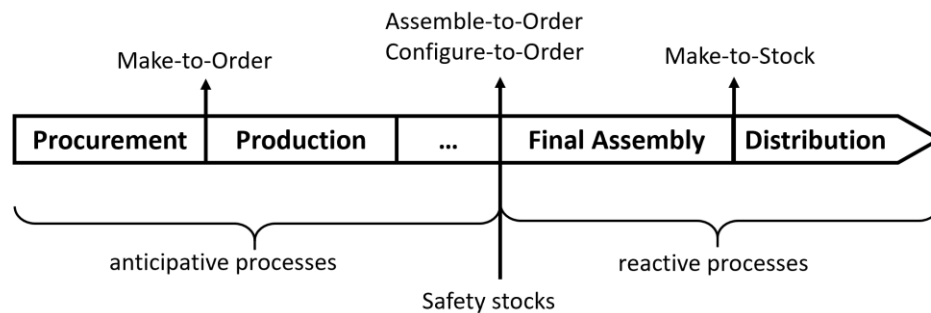 Assemble-to-Order
Configure-to-Order
Make-to-Order
Make-to-Stock
Procurement
Production
...
Final Assembly
Distribution
anticipative processes
reactive processes
Safety stocks